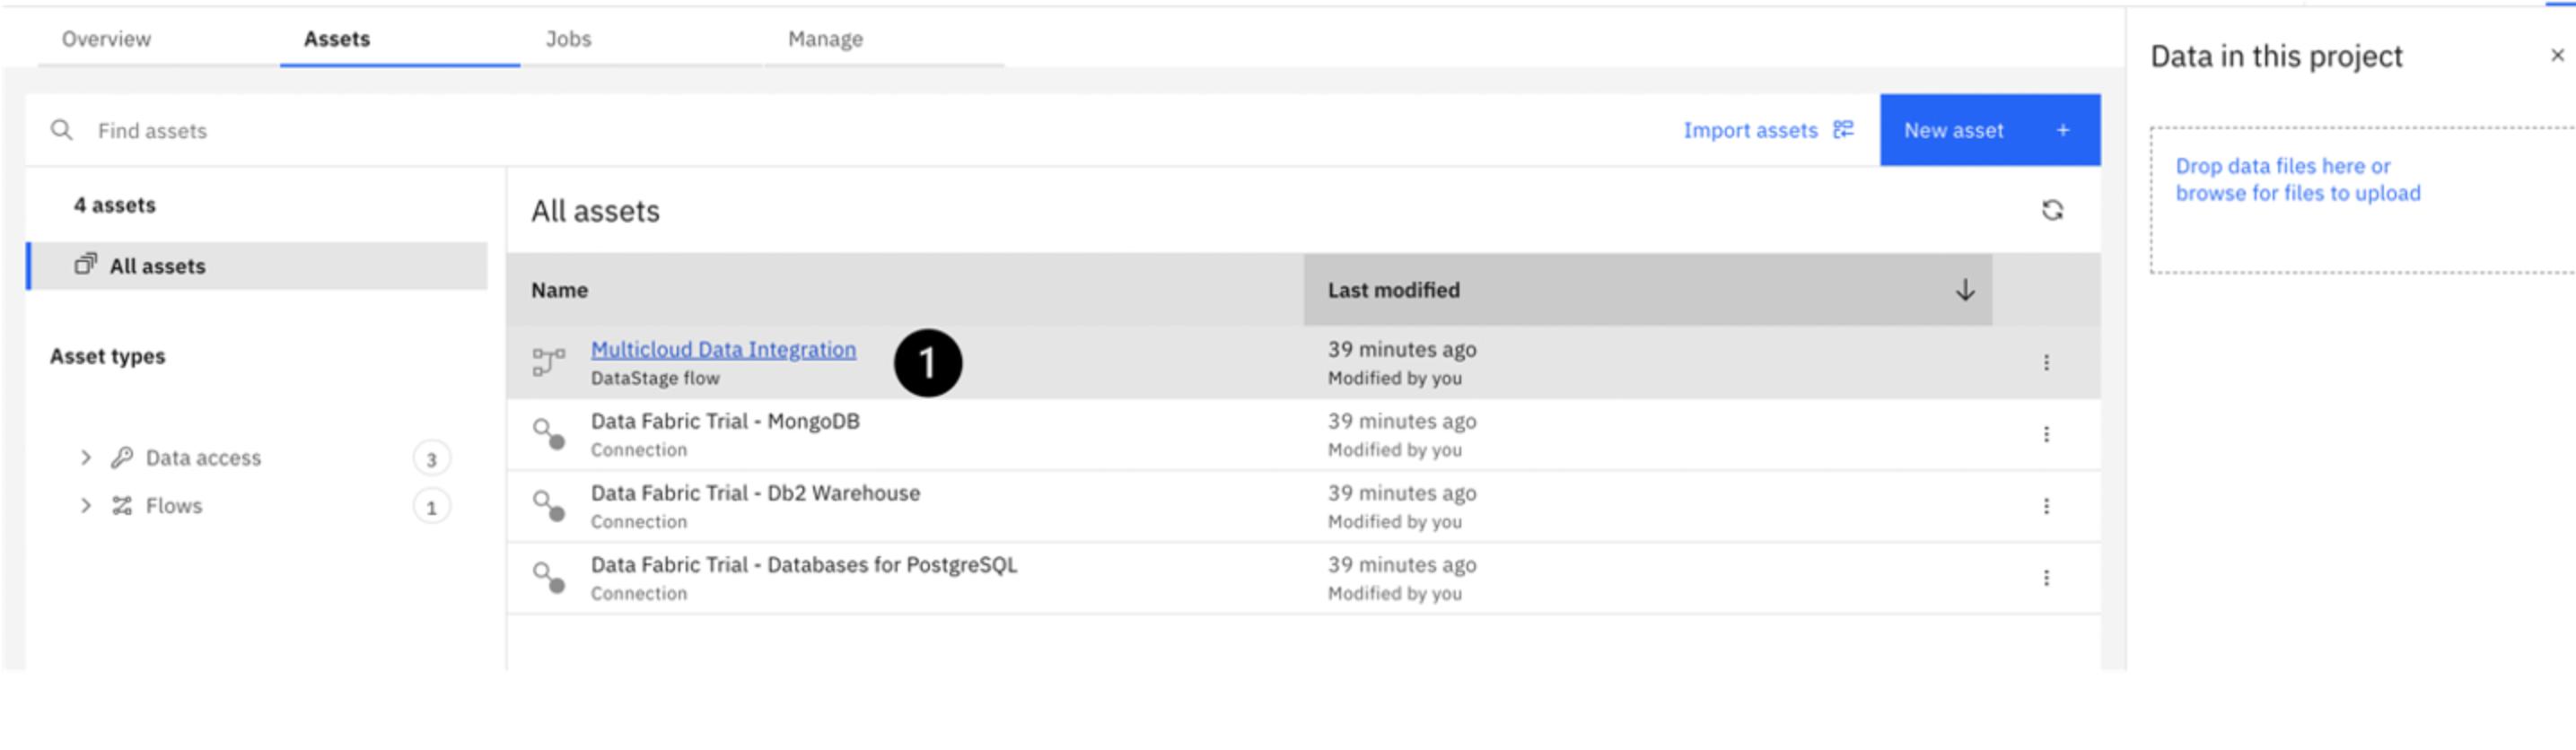 Overview
Assets
Jobs
Manage
Data in this project
×
Find assets
Import assets
New asset +
Drop data files here or
browse for files to upload
4 assets
All assets
Asset types
Data access 3
Flows 1
All assets
Name
Last modified
Multicloud Data Integration
DataStage flow
1
39 minutes ago
Modified by you
Data Fabric Trial - MongoDB
Connection
39 minutes ago
Modified by you
Data Fabric Trial - Db2 Warehouse
Connection
39 minutes ago
Modified by you
Data Fabric Trial - Databases for PostgreSQL
Connection
39 minutes ago
Modified by you